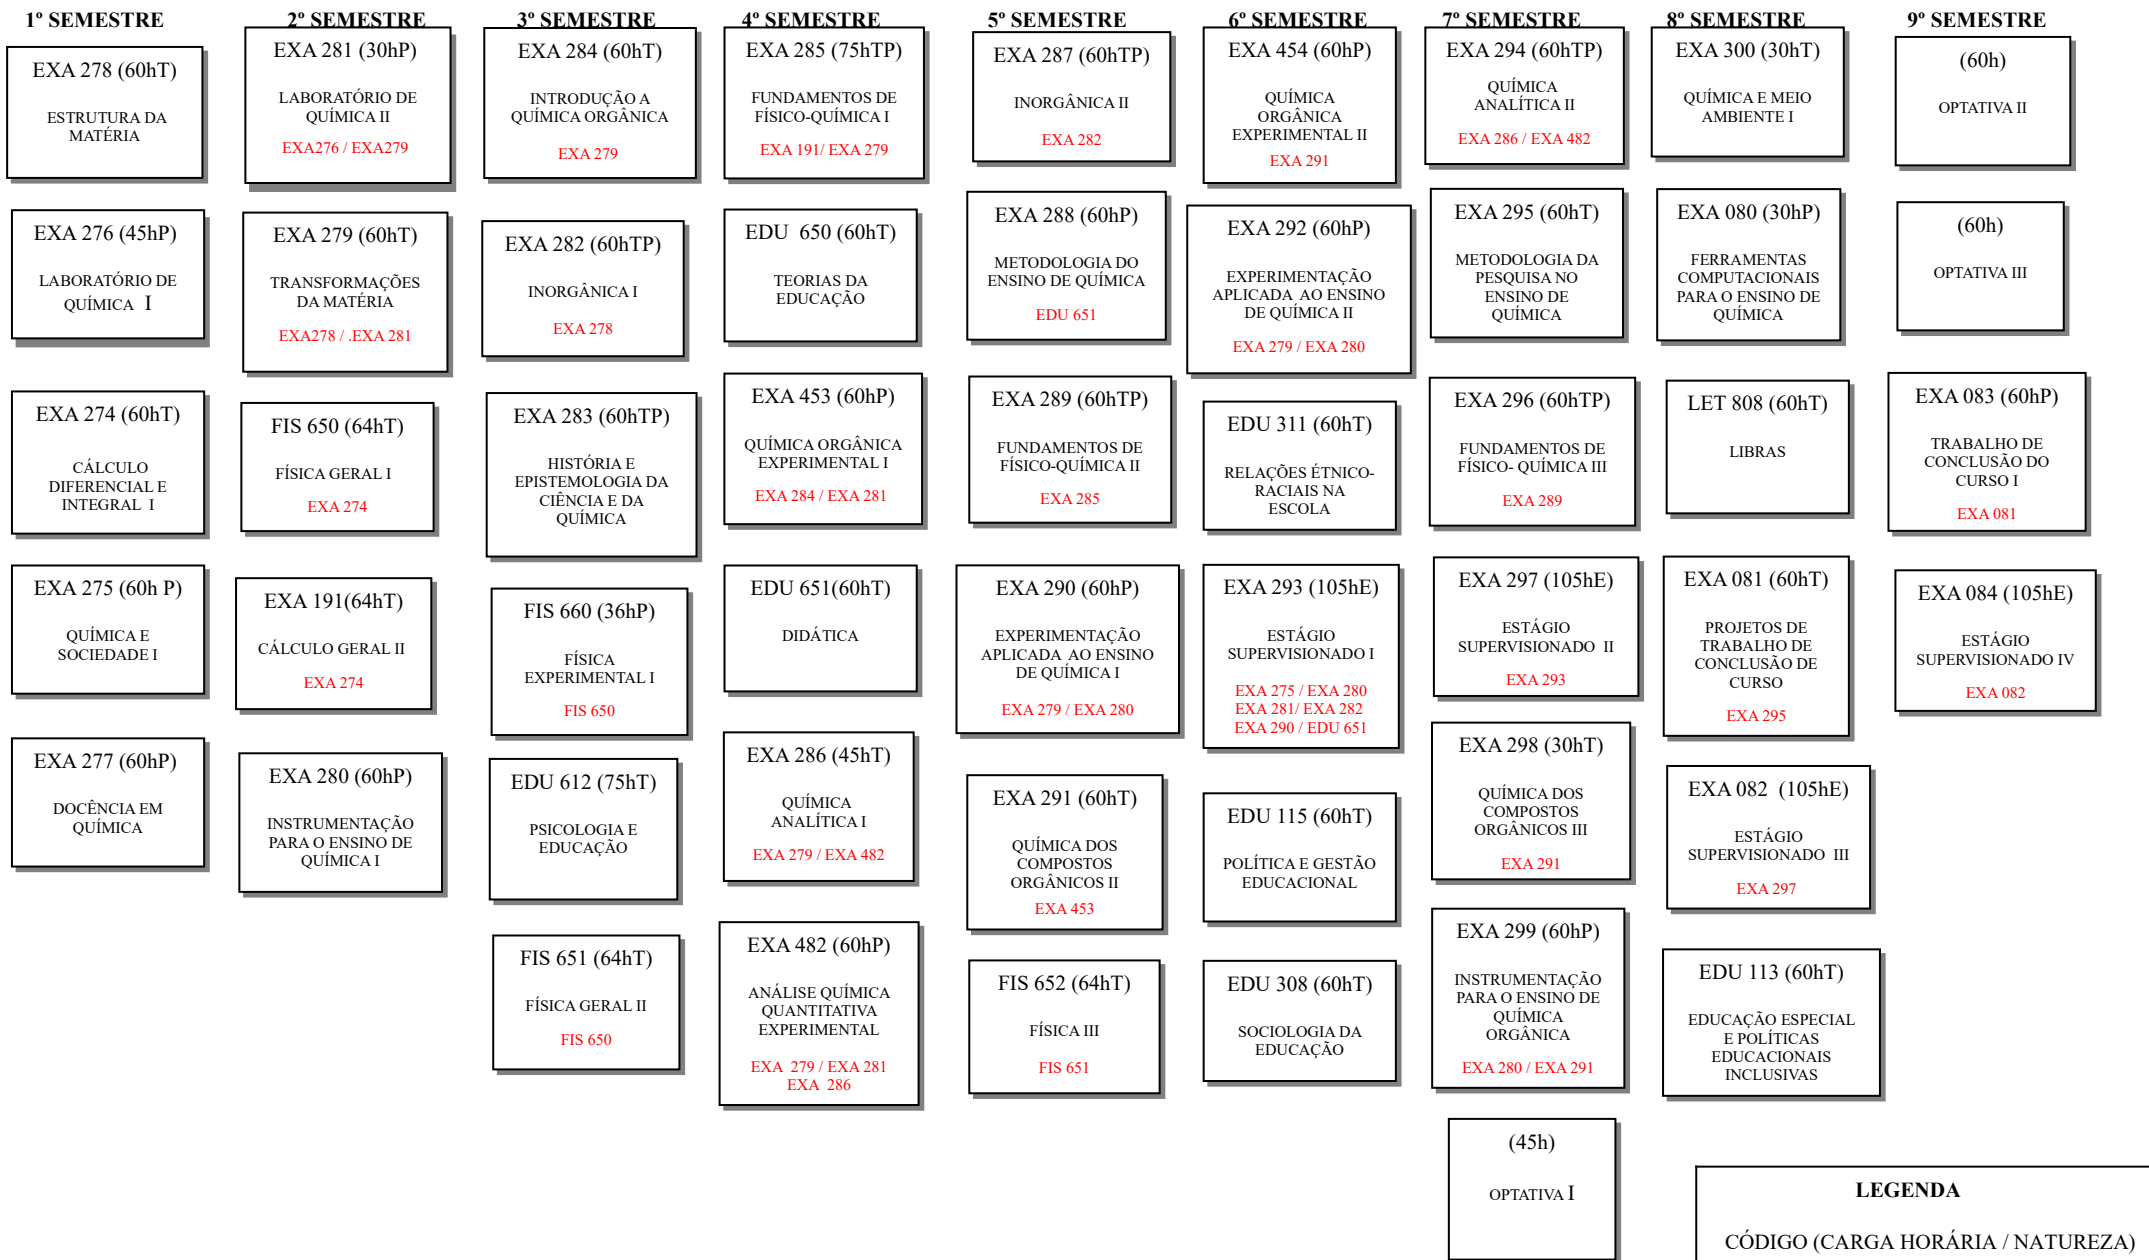 1º SEMESTRE
EXA 278 (60hT)
ESTRUTURA DA
MATÉRIA
EXA 276 (45hP)
LABORATÓRIO DE
QUÍMICA I
EXA 274 (60hT)
CÁLCULO
DIFERENCIAL E
INTEGRAL I
EXA 275 (60h P)
QUÍMICA E
SOCIEDADE I
EXA 277 (60hP)
DOCÊNCIA EM
QUÍMICA
2º SEMESTRE
EXA 281 (30hP)
LABORATÓRIO DE
QUÍMICA II
EXA276 / EXA279
EXA 279 (60hT)
TRANSFORMAÇÕES
DA MATÉRIA
EXA278 / .EXA 281
FIS 650 (64hT)
FÍSICA GERAL I
EXA 274
EXA 191(64hT)
CÁLCULO GERAL II
EXA 274
EXA 280 (60hP)
INSTRUMENTAÇÃO
PARA O ENSINO DE
QUÍMICA I
3º SEMESTRE
EXA 284 (60hT)
INTRODUÇÃO A
QUÍMICA ORGÂNICA
EXA 279
EXA 282 (60hTP)
INORGÂNICA I
EXA 278
EXA 283 (60hTP)
HISTÓRIA E
EPISTEMOLOGIA DA
CIÊNCIA E DA
QUÍMICA
FIS 660 (36hP)
FÍSICA
EXPERIMENTAL I
FIS 650
EDU 612 (75hT)
PSICOLOGIA E
EDUCAÇÃO
FIS 651 (64hT)
FÍSICA GERAL II
FIS 650
4º SEMESTRE
EXA 285 (75hTP)
FUNDAMENTOS DE
FÍSICO-QUÍMICA I
EXA 191/ EXA 279
EDU 650 (60hT)
TEORIAS DA
EDUCAÇÃO
EXA 453 (60hP)
QUÍMICA ORGÂNICA
EXPERIMENTAL I
EXA 284 / EXA 281
EDU 651(60hT)
DIDÁTICA
EXA 286 (45hT)
QUÍMICA
ANALÍTICA I
EXA 279 / EXA 482
EXA 482 (60hP)
ANÁLISE QUÍMICA
QUANTITATIVA
EXPERIMENTAL
EXA 279 / EXA 281
EXA 286
5º SEMESTRE
EXA 287 (60hTP)
INORGÂNICA II
EXA 282
EXA 288 (60hP)
METODOLOGIA DO
ENSINO DE QUÍMICA
EDU 651
EXA 289 (60hTP)
FUNDAMENTOS DE
FÍSICO-QUÍMICA II
EXA 285
EXA 290 (60hP)
EXPERIMENTAÇÃO
APLICADA AO ENSINO
DE QUÍMICA I
EXA 279 / EXA 280
EXA 291 (60hT)
QUÍMICA DOS
COMPOSTOS
ORGÂNICOS II
EXA 453
FIS 652 (64hT)
FÍSICA III
FIS 651
6º SEMESTRE
EXA 454 (60hP)
QUÍMICA
ORGÂNICA
EXPERIMENTAL II
EXA 291
EXA 292 (60hP)
EXPERIMENTAÇÃO
APLICADA AO ENSINO
DE QUÍMICA II
EXA 279 / EXA 280
EDU 311 (60hT)
RELAÇÕES ÉTNICO-
RACIAIS NA
ESCOLA
EXA 293 (105hE)
ESTÁGIO
SUPERVISIONADO I
EXA 275 / EXA 280
EXA 281/ EXA 282
EXA 290 / EDU 651
EDU 115 (60hT)
POLÍTICA E GESTÃO
EDUCACIONAL
EDU 308 (60hT)
SOCIOLOGIA DA
EDUCAÇÃO
7º SEMESTRE
EXA 294 (60hTP)
QUÍMICA
ANALÍTICA II
EXA 286 / EXA 482
EXA 295 (60hT)
METODOLOGIA DA
PESQUISA NO
ENSINO DE
QUÍMICA
EXA 296 (60hTP)
FUNDAMENTOS DE
FÍSICO- QUÍMICA III
EXA 289
EXA 297 (105hE)
ESTÁGIO
SUPERVISIONADO II
EXA 293
EXA 298 (30hT)
QUÍMICA DOS
COMPOSTOS
ORGÂNICOS III
EXA 291
EXA 299 (60hP)
INSTRUMENTAÇÃO
PARA O ENSINO DE
QUÍMICA
ORGÂNICA
EXA 280 / EXA 291
(45h)
OPTATIVA I
8º SEMESTRE
EXA 300 (30hT)
QUÍMICA E MEIO
AMBIENTE I
EXA 080 (30hP)
FERRAMENTAS
COMPUTACIONAIS
PARA O ENSINO DE
QUÍMICA
LET 808 (60hT)
LIBRAS
EXA 081 (60hT)
PROJETOS DE
TRABALHO DE
CONCLUSÃO DE
CURSO
EXA 295
EXA 082 (105hE)
ESTÁGIO
SUPERVISIONADO III
EXA 297
EDU 113 (60hT)
EDUCAÇÃO ESPECIAL
E POLÍTICAS
EDUCACIONAIS
INCLUSIVAS
9º SEMESTRE
(60h)
OPTATIVA II
(60h)
OPTATIVA III
EXA 083 (60hP)
TRABALHO DE
CONCLUSÃO DO
CURSO I
EXA 081
EXA 084 (105hE)
ESTÁGIO
SUPERVISIONADO IV
EXA 082
LEGENDA
CÓDIGO (CARGA HORÁRIA / NATUREZA)